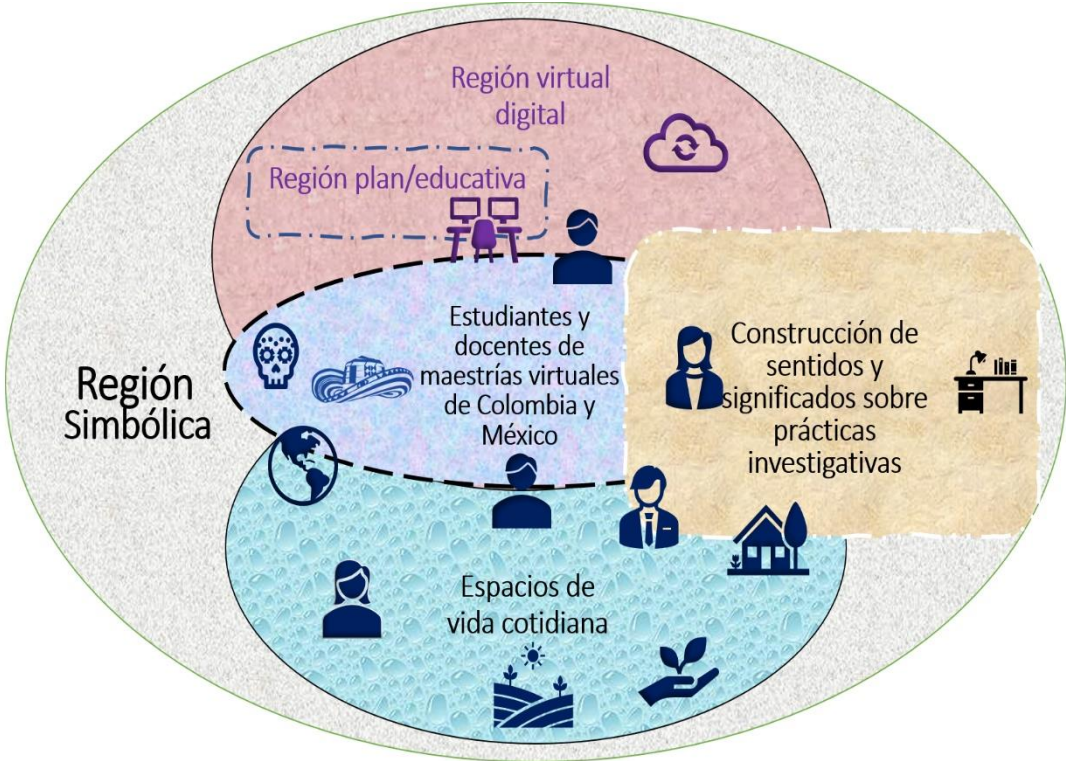 Región virtual
digital
Región plan/educativa
Estudiantes y
docentes de
maestrías virtuales
de Colombia y
México
Construcción de
sentidos y
significados sobre
prácticas
investigativas
Región
Simbólica
Espacios de
vida cotidiana